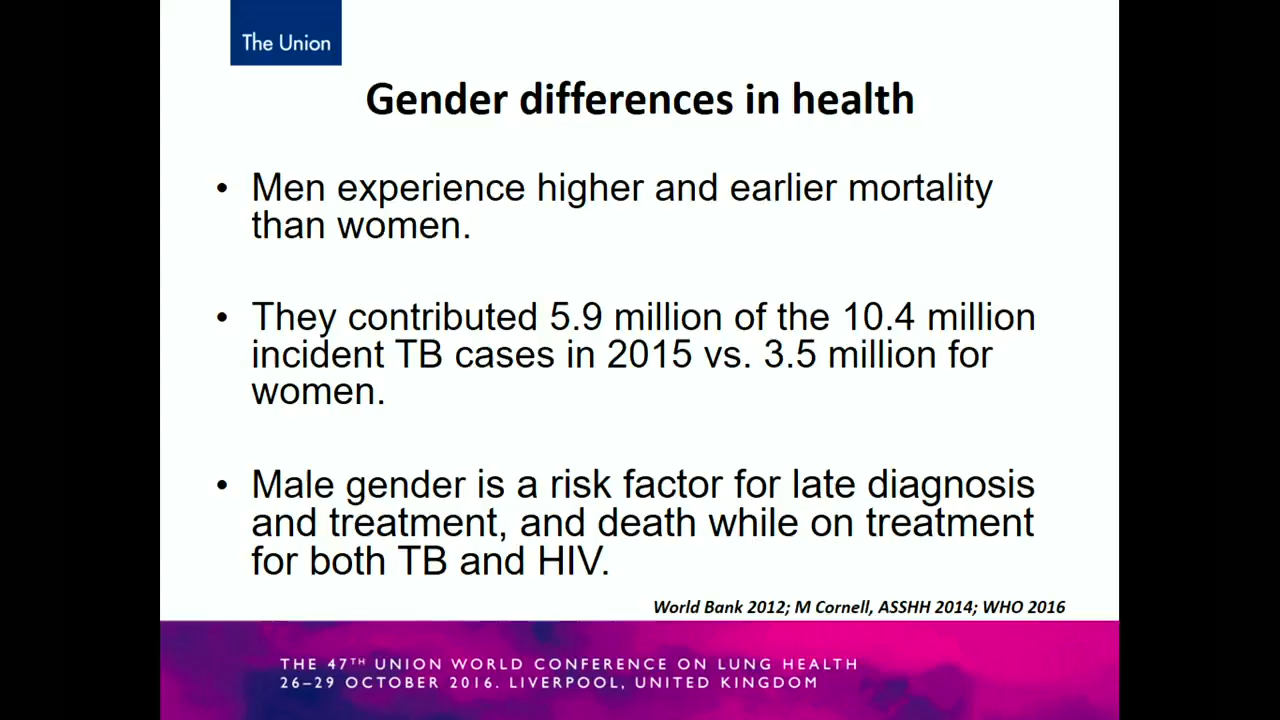 The Union
Gender differences in health
• Men experience higher and earlier mortality
than women.
• They contributed 5.9 million of the 10.4 million
incident TB cases in 2015 vs. 3.5 million for
women.
• Male gender is a risk factor for late diagnosis
and treatment, and death while on treatment
for both TB and HIV.
World Bank 2012; M Cornell, ASSHH 2014; WHO 2016
THE 47TH UNION WORLD CONFERENCE ON LUNG HEALTH
26–29 OCTOBER 2016. LIVERPOOL, UNITED KINGDOM